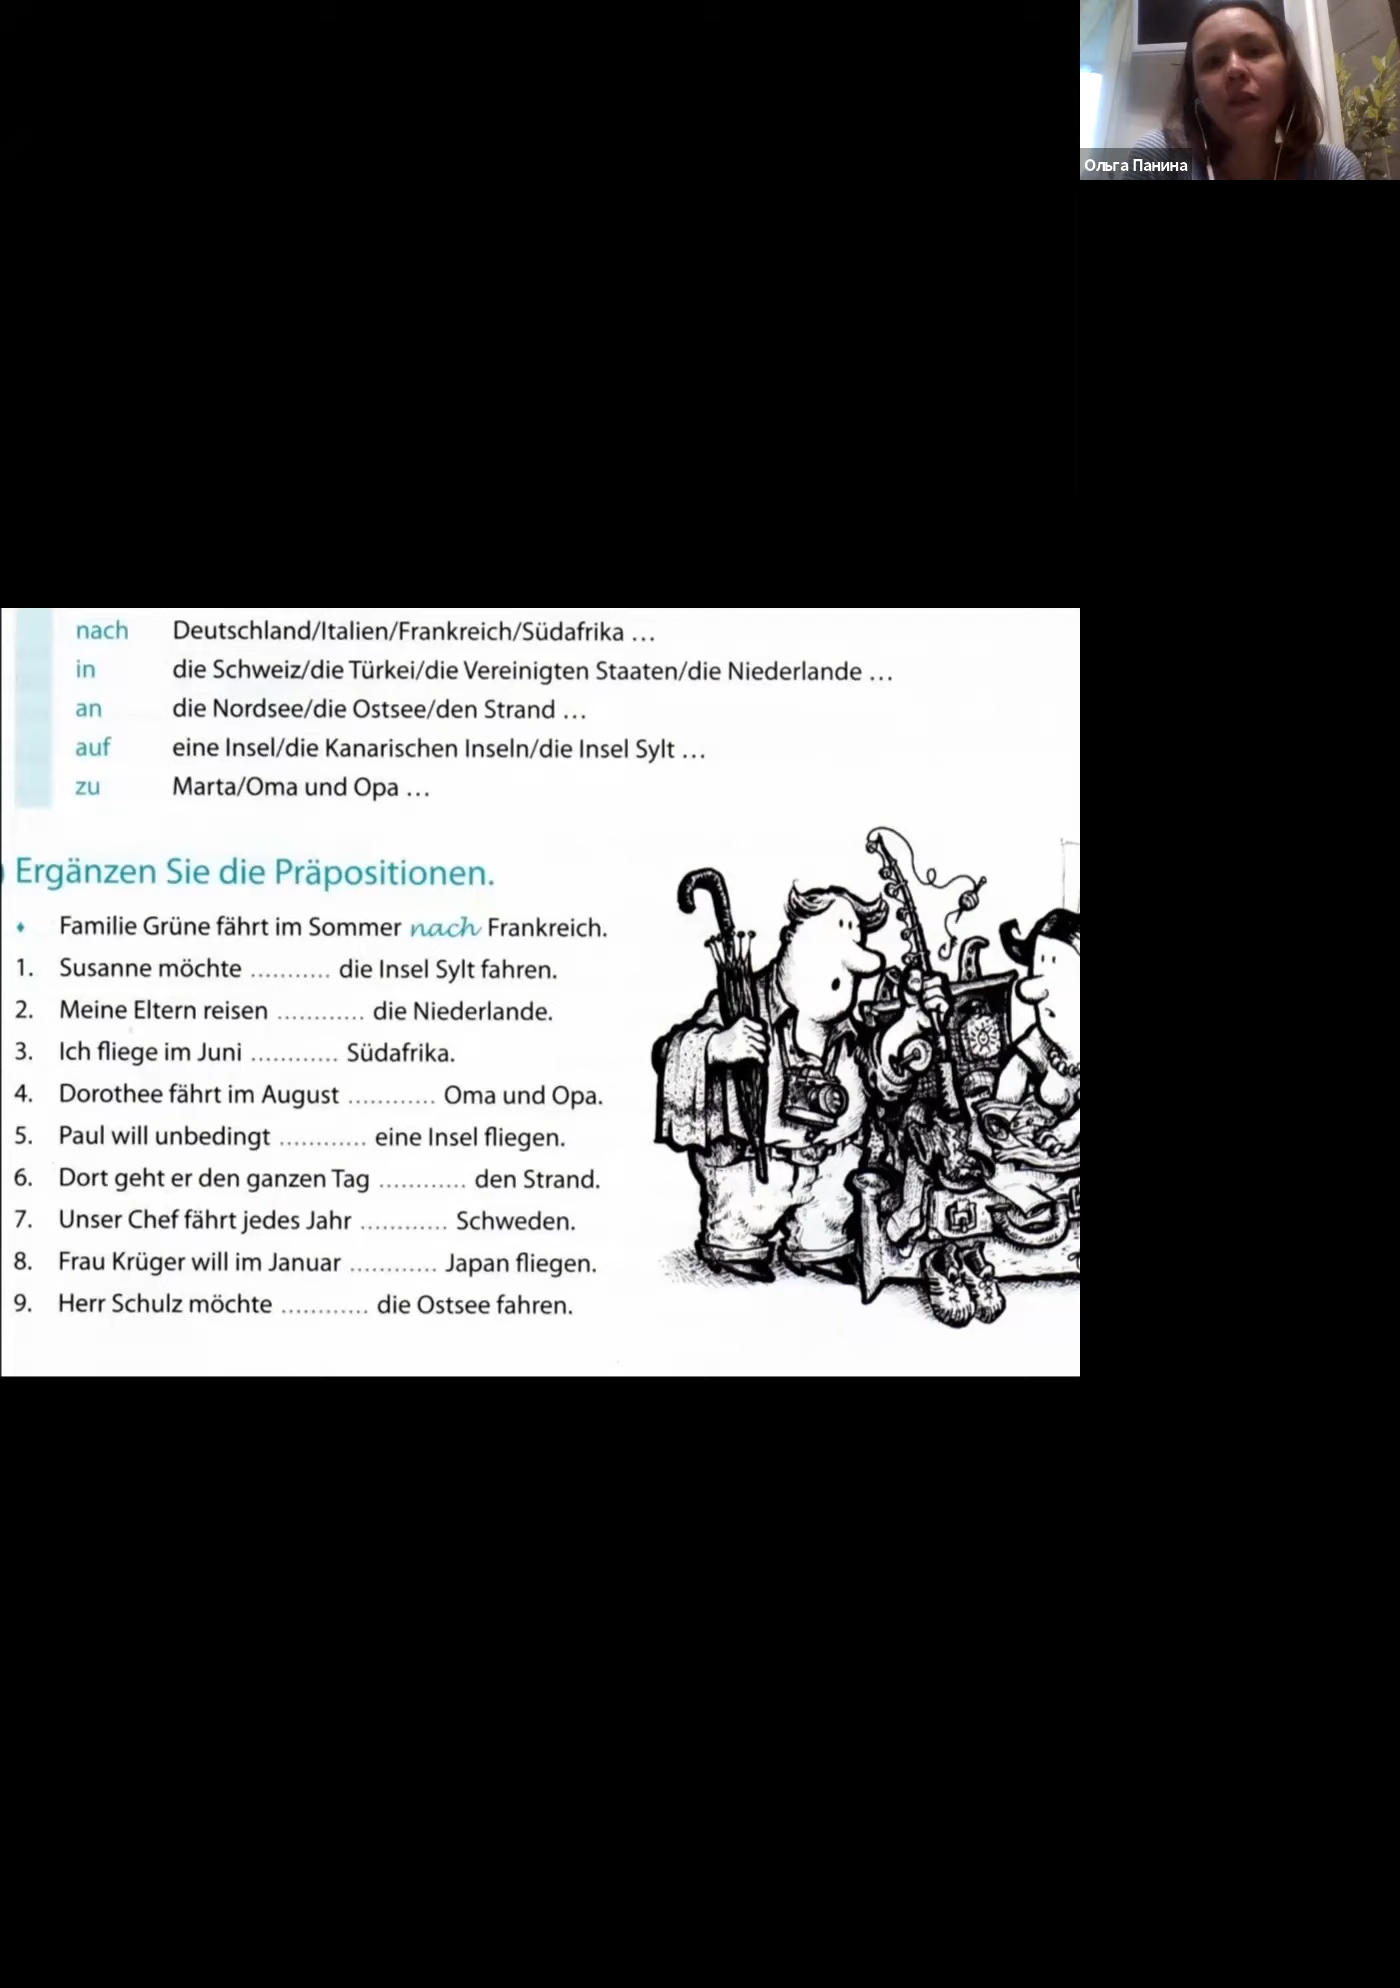 Ольга Панина
nach Deutschland/Italien/Frankreich/Südafrika …
in die Schweiz/die Türkei/die Vereinigten Staaten/die Niederlande …
an die Nordsee/die Ostsee/den Strand …
auf eine Insel/die Kanarischen Inseln/die Insel Sylt …
zu Marta/Oma und Opa …
Ergänzen Sie die Präpositionen.
♦ Familie Grüne fährt im Sommer nach Frankreich.
1. Susanne möchte ........... die Insel Sylt fahren.
2. Meine Eltern reisen ............ die Niederlande.
3. Ich fliege im Juni ............ Südafrika.
4. Dorothee fährt im August ............ Oma und Opa.
5. Paul will unbedingt ............ eine Insel fliegen.
6. Dort geht er den ganzen Tag ............ den Strand.
7. Unser Chef fährt jedes Jahr ............ Schweden.
8. Frau Krüger will im Januar ............ Japan fliegen.
9. Herr Schulz möchte ............ die Ostsee fahren.